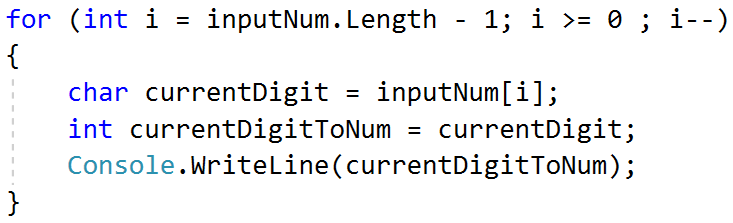 for (int i = inputNum.Length - 1; i >= 0 ; i--)
{
    char currentDigit = inputNum[i];
    int currentDigitToNum = currentDigit;
    Console.WriteLine(currentDigitToNum);
}